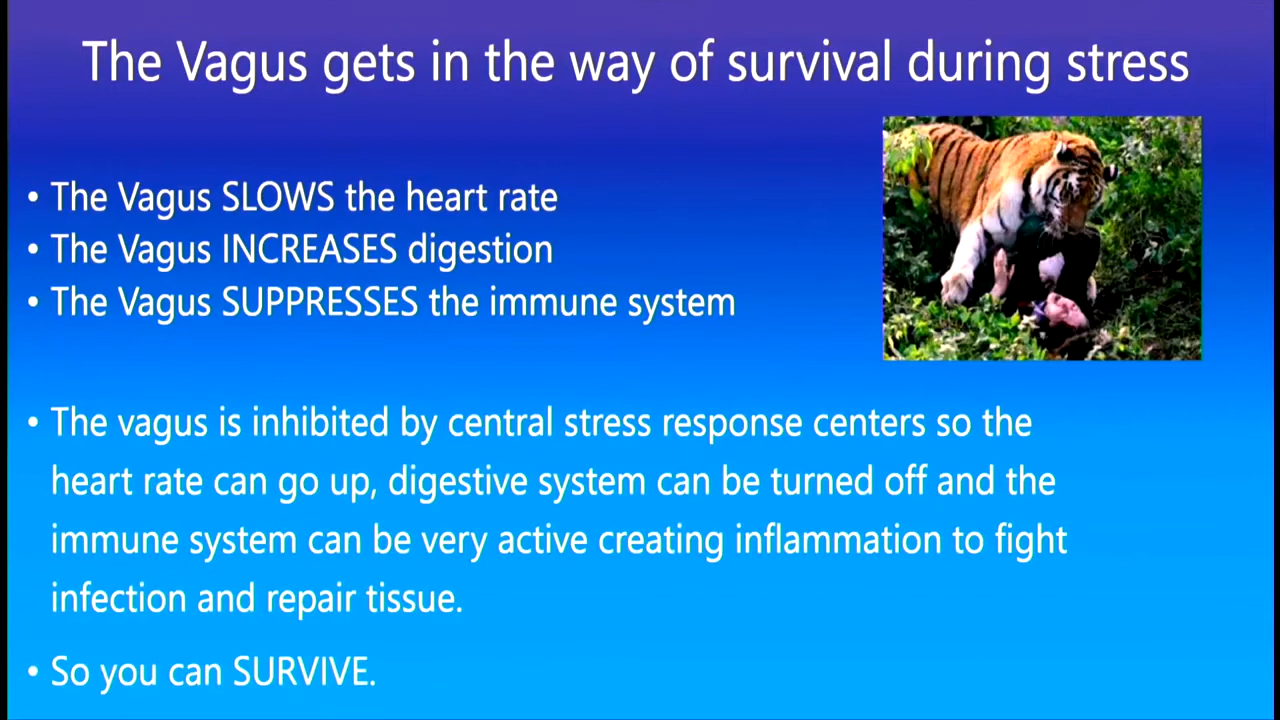 The Vagus gets in the way of survival during stress
• The Vagus SLOWS the heart rate
• The Vagus INCREASES digestion
• The Vagus SUPPRESSES the immune system
• The vagus is inhibited by central stress response centers so the
heart rate can go up, digestive system can be turned off and the
immune system can be very active creating inflammation to fight
infection and repair tissue.
• So you can SURVIVE.